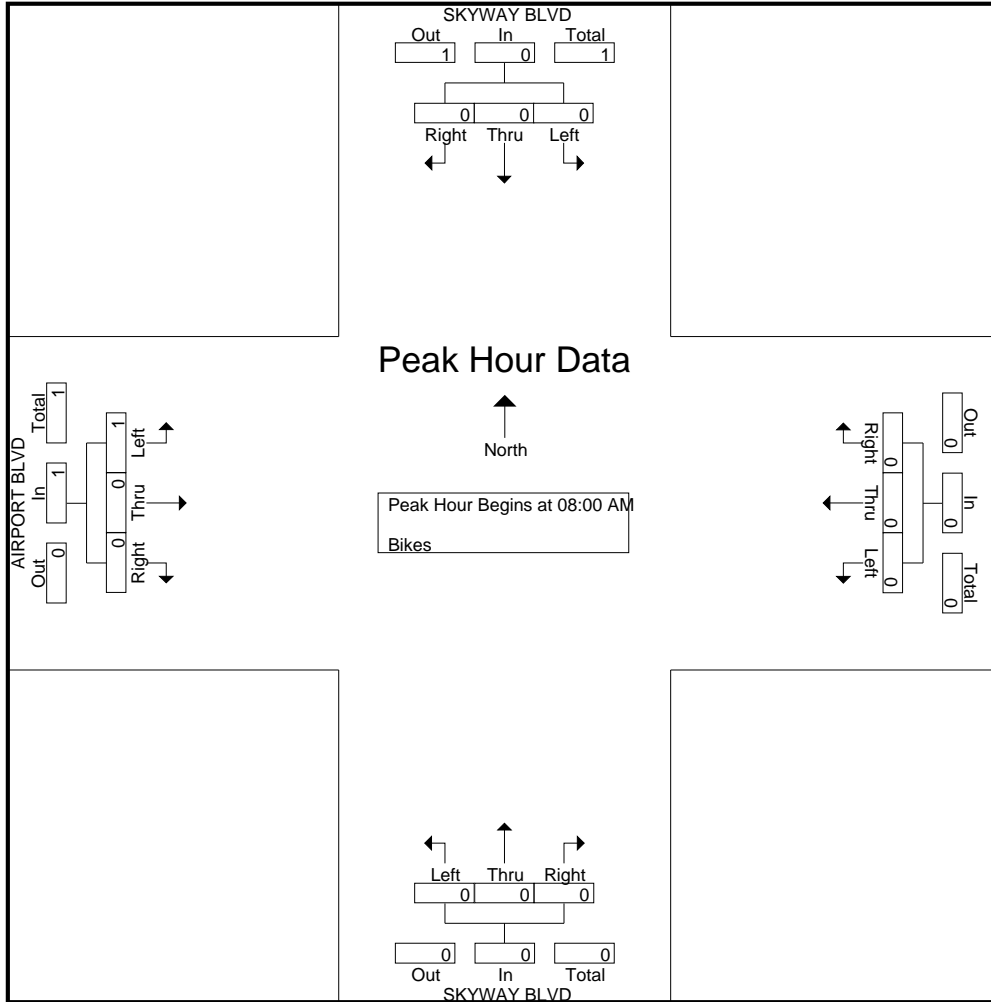 SKYWAY BLVD
Out In Total
1 0 1
0 0 0
Right Thru Left
Peak Hour Data
North
Peak Hour Begins at 08:00 AM
Bikes
AIRPORT BLVD
Out In Total
0 1 1
Right Thru Left
0 0 1
Right Thru Left
0 0 0
Out In Total
0 0 0
Left Thru Right
0 0 0
0 0 0
Out In Total
SKYWAY BLVD